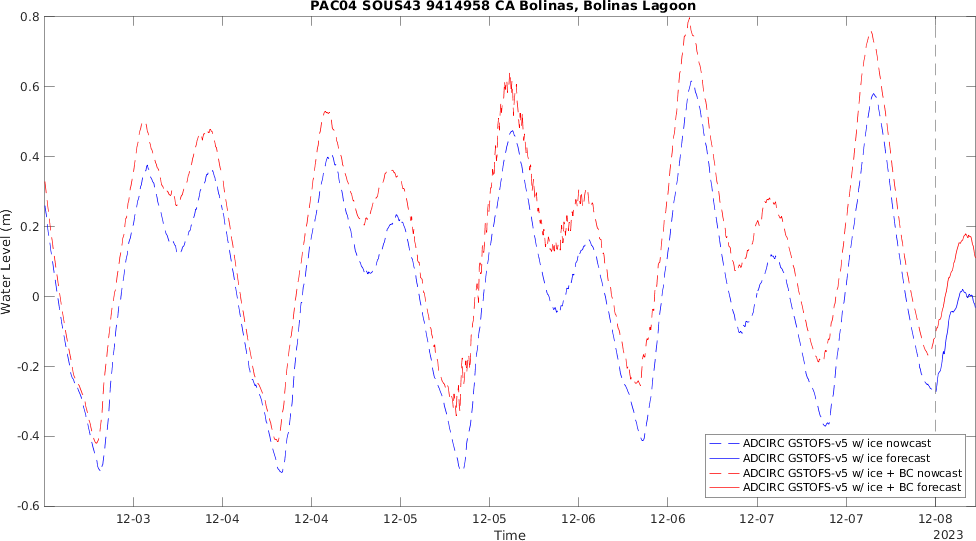 PAC04 SOUS43 9414958 CA Bolinas, Bolinas Lagoon
0.8
0.6
0.4
0.2
0
-0.2
-0.4
-0.6
Water Level (m)
ADCIRC GSTOFS-v5 w/ ice nowcast
ADCIRC GSTOFS-v5 w/ ice forecast
ADCIRC GSTOFS-v5 w/ ice + BC nowcast
ADCIRC GSTOFS-v5 w/ ice + BC forecast
12-03 12-04 12-04 12-05 12-05 12-06 12-06 12-07 12-07 12-08
Time 2023